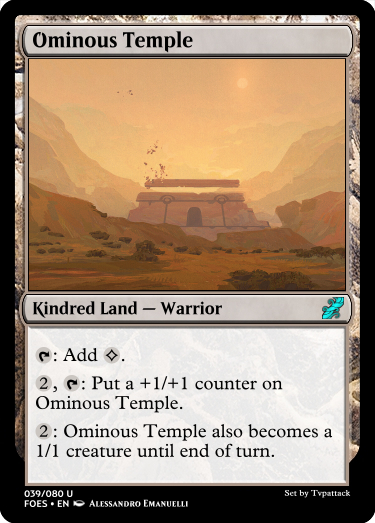 Ominous Temple
Kindred Land — Warrior
: Add .
2, : Put a +1/+1 counter on
Ominous Temple.
2: Ominous Temple also becomes a
1/1 creature until end of turn.
039/080 U
Set by Tvpattack
FOES • EN Alessandro Emanuelli